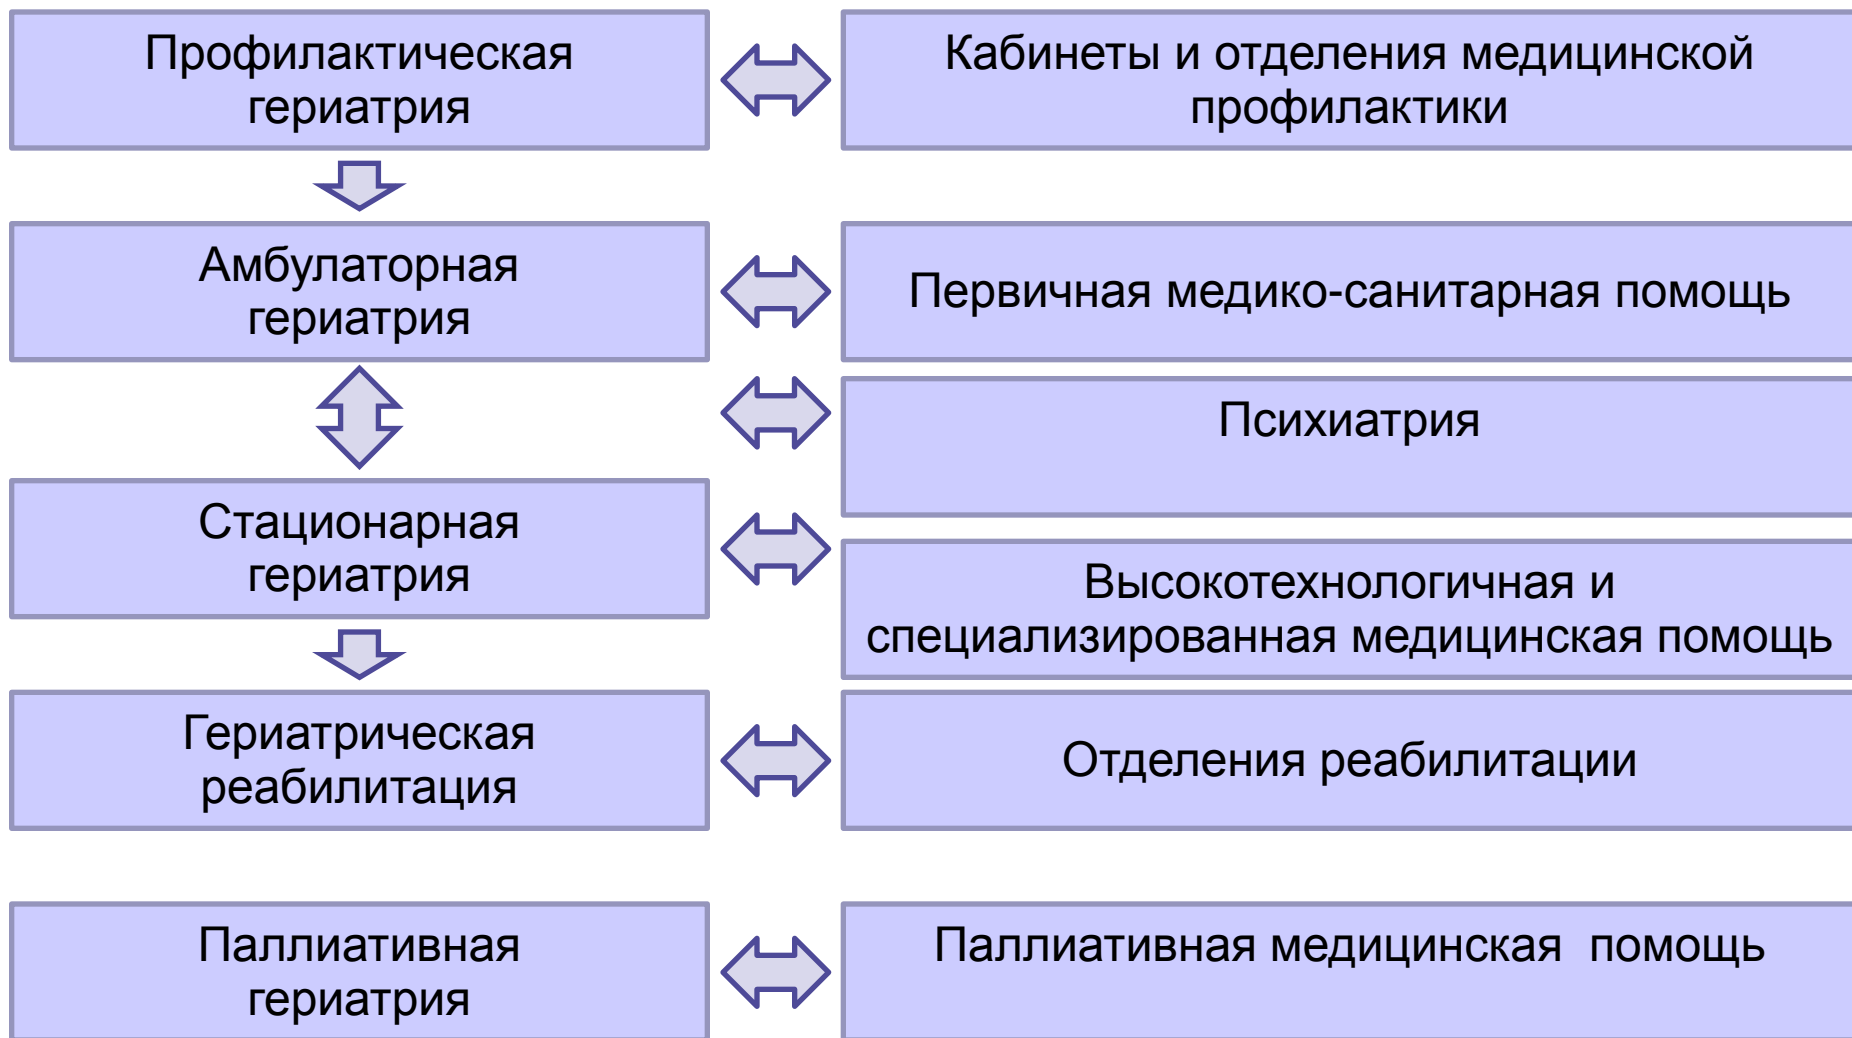 Профилактическая
гериатрия
Кабинеты и отделения медицинской
профилактики
Амбулаторная
гериатрия
Первичная медико-санитарная помощь
Психиатрия
Стационарная
гериатрия
Высокотехнологичная и
специализированная медицинская помощь
Гериатрическая
реабилитация
Отделения реабилитации
Паллиативная
гериатрия
Паллиативная медицинская  помощь